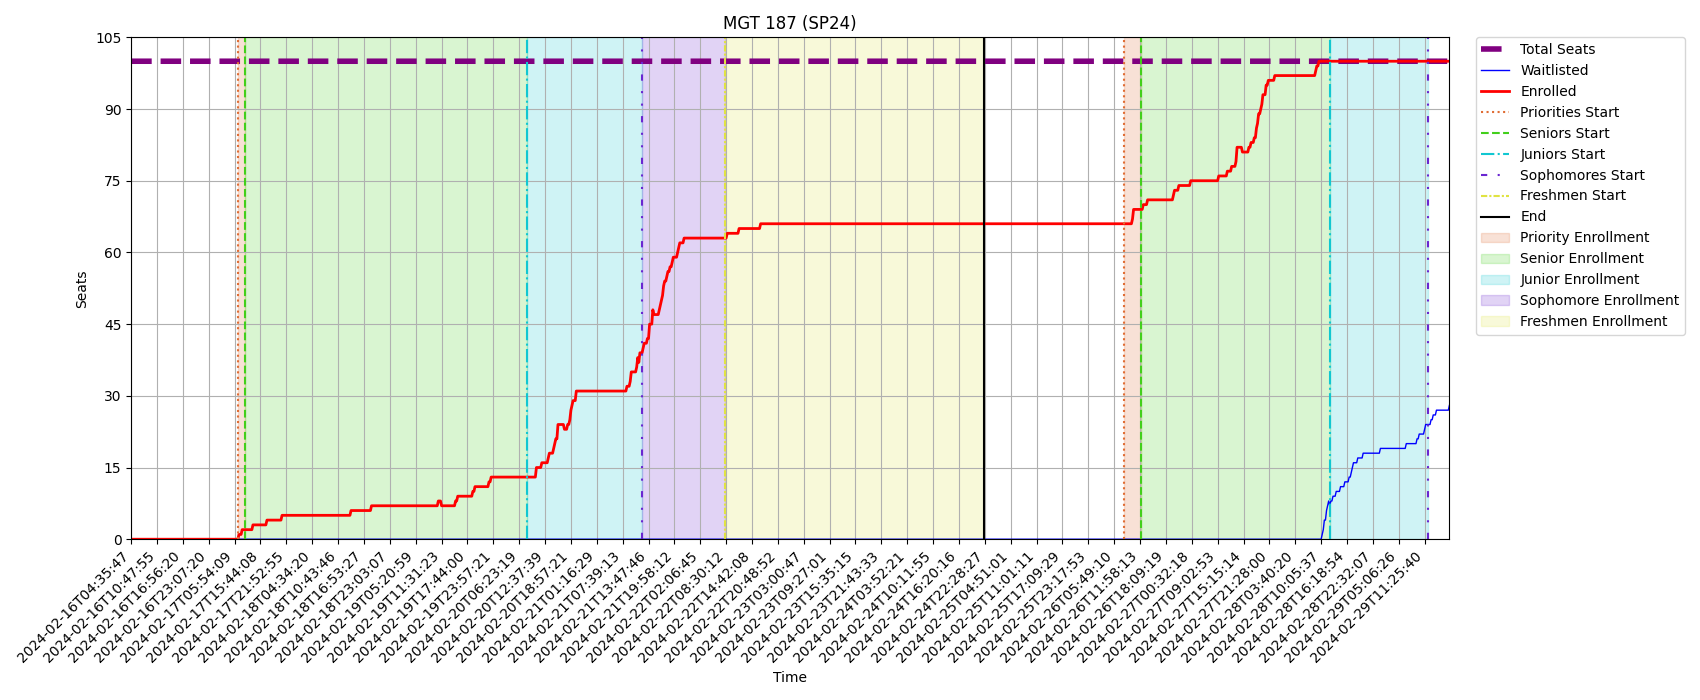 MGT 187 (SP24)
105
90
75
60
45
30
15
0
Seats
2024-02-16T04:35:47
2024-02-16T10:47:55
2024-02-16T16:56:20
2024-02-16T23:07:20
2024-02-17T05:54:09
2024-02-17T15:44:08
2024-02-17T21:52:55
2024-02-18T04:34:20
2024-02-18T10:43:46
2024-02-18T16:53:27
2024-02-18T23:03:07
2024-02-19T05:20:59
2024-02-19T11:31:23
2024-02-19T17:44:00
2024-02-19T23:57:21
2024-02-20T06:23:19
2024-02-20T12:37:39
2024-02-20T18:57:21
2024-02-21T01:16:29
2024-02-21T07:39:13
2024-02-21T13:47:46
2024-02-21T19:58:12
2024-02-22T02:06:45
2024-02-22T08:30:12
2024-02-22T14:42:08
2024-02-22T20:48:52
2024-02-23T03:00:47
2024-02-23T09:27:01
2024-02-23T15:35:15
2024-02-23T21:43:33
2024-02-24T03:52:21
2024-02-24T10:11:55
2024-02-24T16:20:16
2024-02-24T22:28:27
2024-02-25T04:51:01
2024-02-25T11:01:11
2024-02-25T17:09:29
2024-02-25T23:17:53
2024-02-26T05:49:10
2024-02-26T11:58:13
2024-02-26T18:09:19
2024-02-27T00:32:18
2024-02-27T09:02:53
2024-02-27T15:15:14
2024-02-27T21:28:00
2024-02-28T03:40:20
2024-02-28T10:05:37
2024-02-28T16:18:54
2024-02-28T22:32:07
2024-02-29T05:06:26
2024-02-29T11:25:40
Time
Total Seats
Waitlisted
Enrolled
Priorities Start
Seniors Start
Juniors Start
Sophomores Start
Freshmen Start
End
Priority Enrollment
Senior Enrollment
Junior Enrollment
Sophomore Enrollment
Freshmen Enrollment